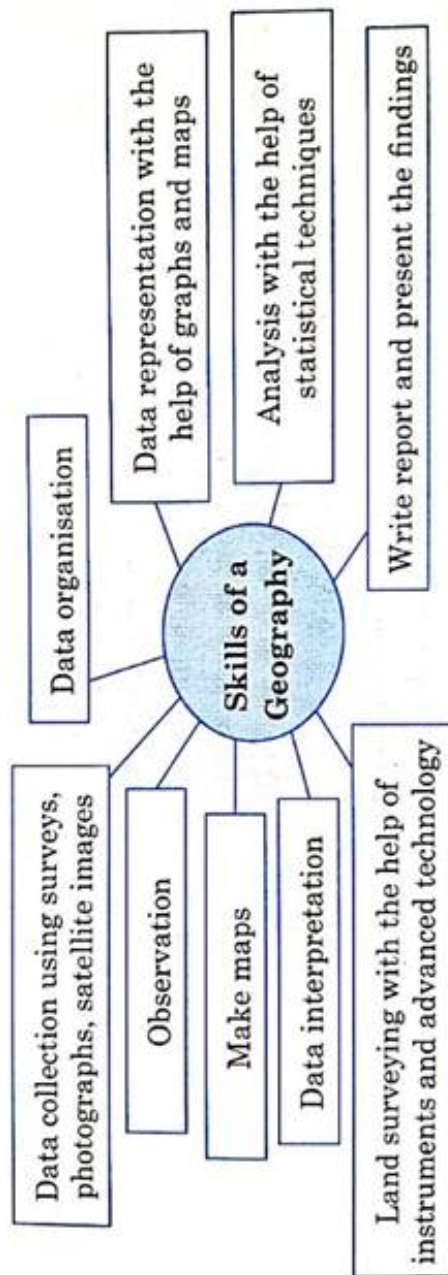 Data collection using surveys,
photographs, satellite images
Data organisation
Data representation with the
help of graphs and maps
Observation
Make maps
Skills of a
Geography
Analysis with the help of
statistical techniques
Data interpretation
Land surveying with the help of
instruments and advanced technology
Write report and present the findings